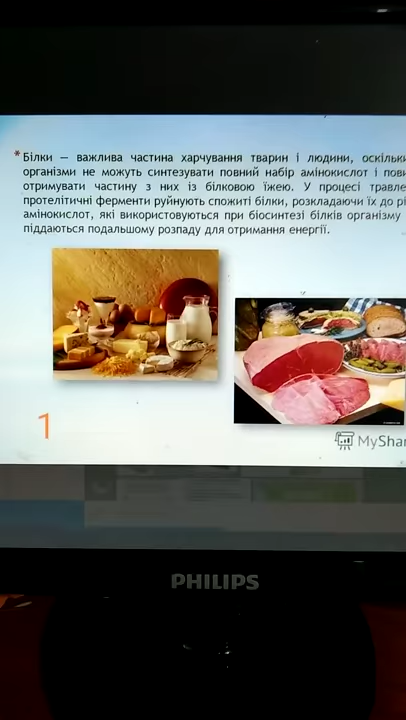 * Білки — важлива частина харчування тварин і людини,
організми не можуть синтезувати повний набір амінокислот і
отримувати частину з них із білковою їжею. У процесі
протелітичні ферменти руйнують спожиті білки, розкладаючи їх до
амінокислот, які використовуються при біосинтезі білків організму
піддаються подальшому розпаду для отримання енергії.
1
MyShar
PHILIPS